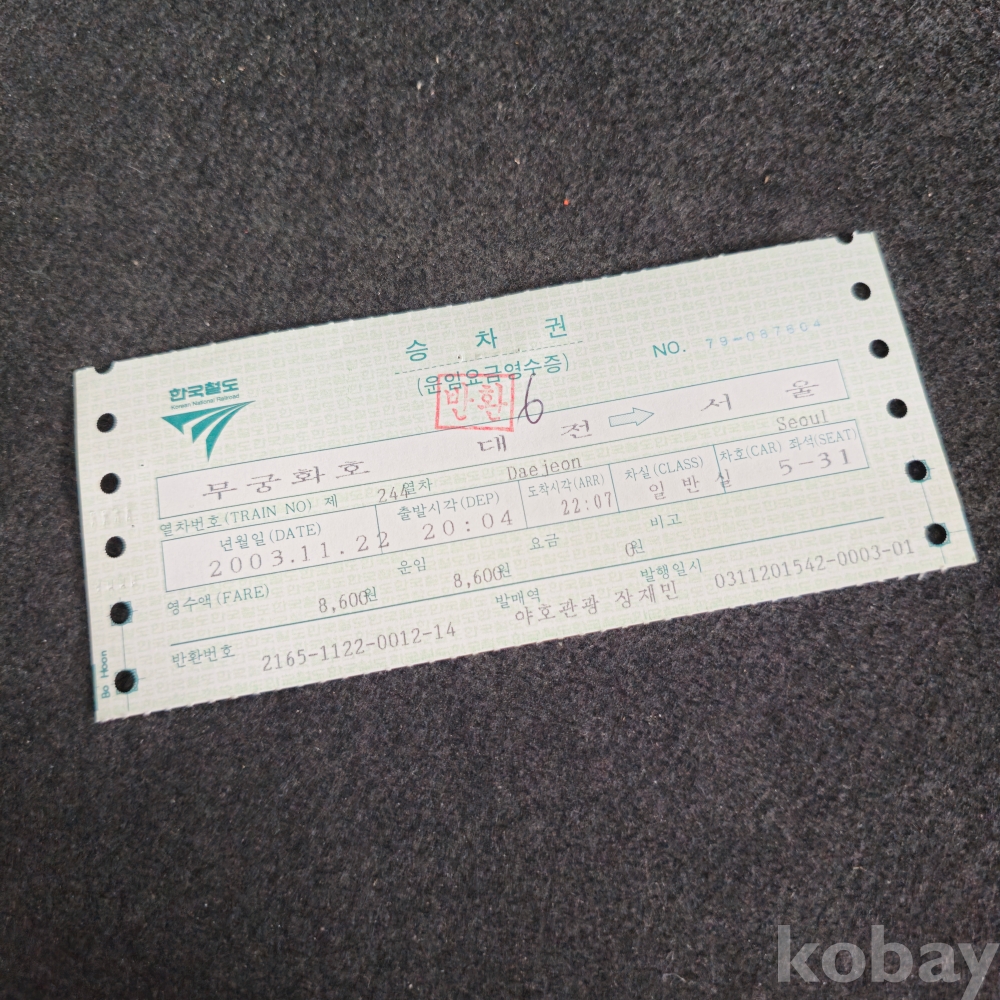 승 차 권
(운임요금영수증)
NO. 79-087604
한국철도
Korean National Railroad
반환 6
무궁화호 대 전 ⇨ 서 울
Daejeon Seoul
열차번호(TRAIN NO) 제 244 열차
년월일(DATE) 출발시각(DEP) 도착시각(ARR) 차실(CLASS) 차호(CAR) 좌석(SEAT)
2003.11.22 20:04 22:07 일 반 실 5-31
영수액(FARE) 운임 요금 비고
8,600원 8,600원 0원
발매역 발행일시
야호관광 장재민 0311201542-0003-01
반환번호 2165-1122-0012-14
Bo Hoon
kobay